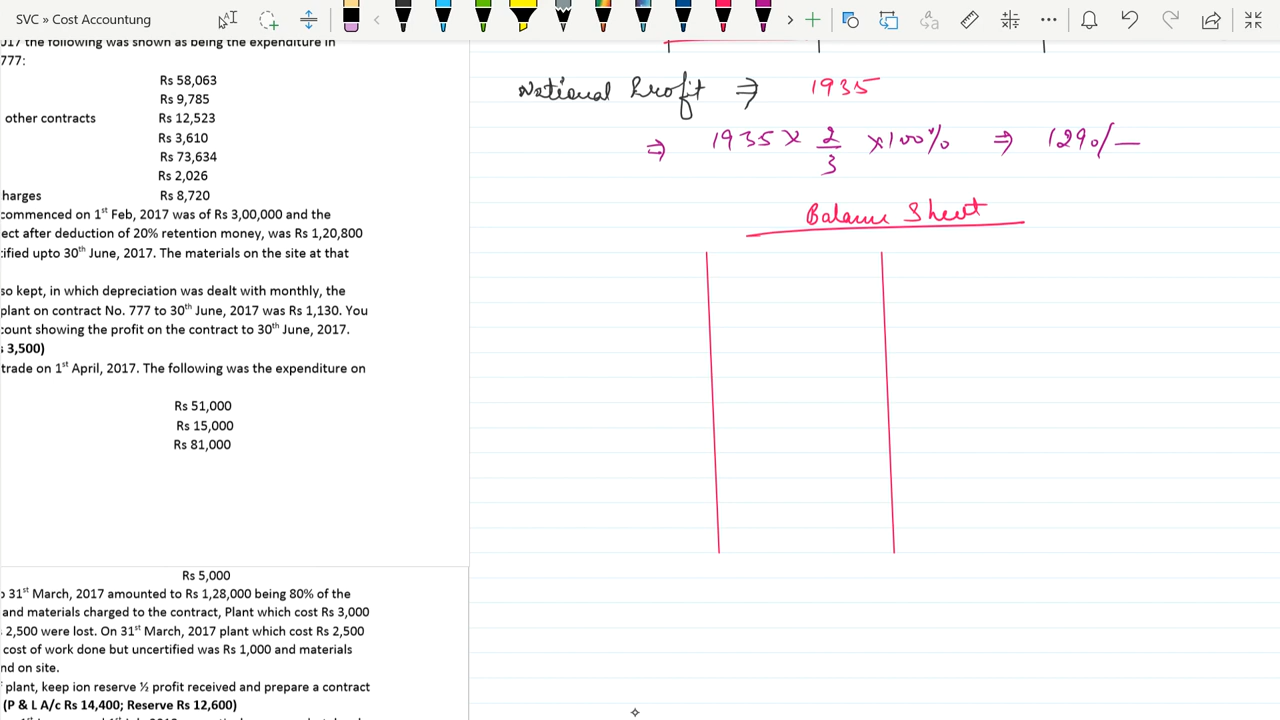 SVC » Cost Accountung
017 the following was shown as being the expenditure in
777:
Rs 58,063
Rs 9,785
other contracts Rs 12,523
Rs 3,610
Rs 73,634
Rs 2,026
harges Rs 8,720
commenced on 1st Feb, 2017 was of Rs 3,00,000 and the
ect after deduction of 20% retention money, was Rs 1,20,800
tified upto 30th June, 2017. The materials on the site at that
so kept, in which depreciation was dealt with monthly, the
plant on contract No. 777 to 30th June, 2017 was Rs 1,130. You
count showing the profit on the contract to 30th June, 2017.
s 3,500)
trade on 1st April, 2017. The following was the expenditure on
Rs 51,000
Rs 15,000
Rs 81,000
Rs 5,000
o 31st March, 2017 amounted to Rs 1,28,000 being 80% of the
and materials charged to the contract, Plant which cost Rs 3,000
2,500 were lost. On 31st March, 2017 plant which cost Rs 2,500
cost of work done but uncertified was Rs 1,000 and materials
nd on site.
plant, keep ion reserve ½ profit received and prepare a contract
(P & L A/c Rs 14,400; Reserve Rs 12,600)
National Profit ⇒ 1935
⇒ 1935 × 2/3 × 100% ⇒ 1290/—
Balance Sheet